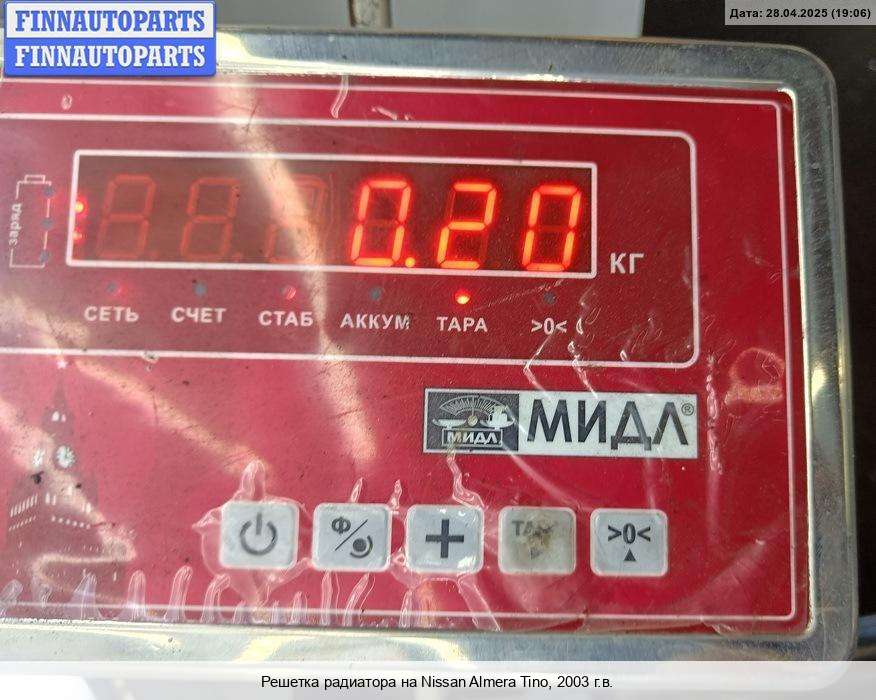 FINNAUTOPARTS
FINNAUTOPARTS
Дата: 28.04.2025 (19:06)
заряд
0.20
КГ
СЕТЬ СЧЕТ СТАБ АККУМ ТАРА >0<
МИДЛ МИДЛ®
Ф >0<
Решетка радиатора на Nissan Almera Tino, 2003 г.в.